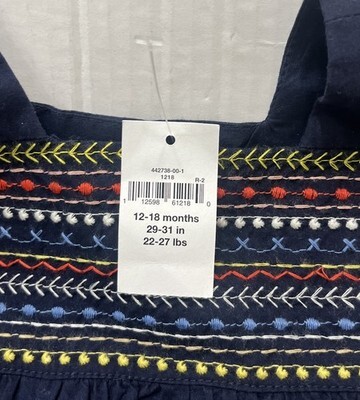 442738-00-1
1218 R-2
1 12598 61218 0
12-18 months
29-31 in
22-27 lbs